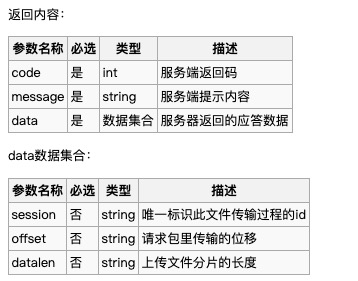 返回内容：
参数名称 必选 类型 描述
code 是 int 服务端返回码
message 是 string 服务端提示内容
data 是 数据集合 服务器返回的应答数据
data数据集合：
参数名称 必选 类型 描述
session 否 string 唯一标识此文件传输过程的id
offset 否 string 请求包里传输的位移
datalen 否 string 上传文件分片的长度